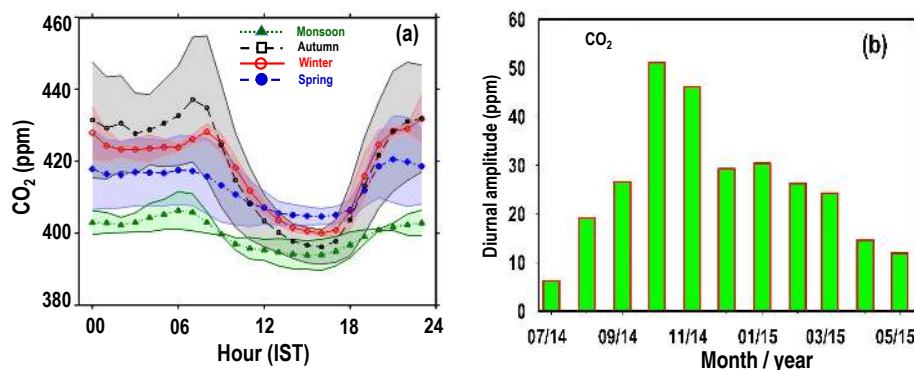 460
440
420
400
380
CO2 (ppm)
00 06 12 18 24
Hour (IST)
(a)
Monsoon
Autumn
Winter
Spring
60
50
40
30
20
10
0
Diurnal amplitude (ppm)
CO2
(b)
07/14 09/14 11/14 01/15 03/15 05/15
Month / year